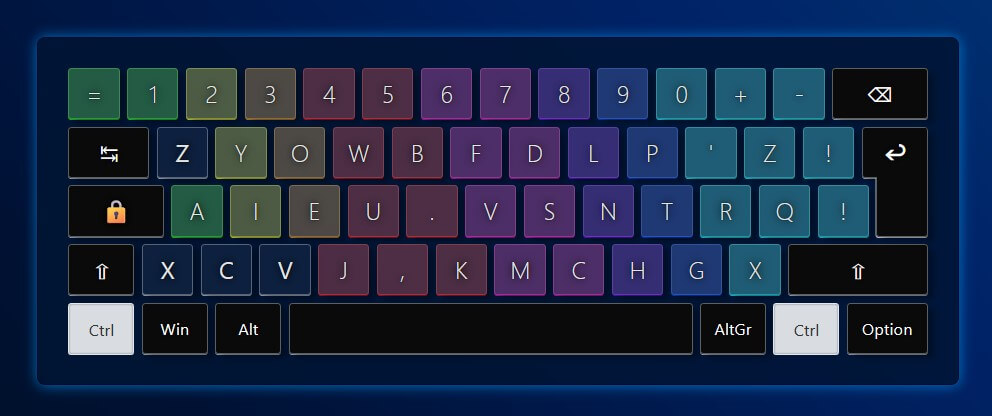 = 1 2 3 4 5 6 7 8 9 0 + - ⌫
↹ Z Y O W B F D L P ' Z ! ↩
🔒 A I E U . V S N T R Q !
⇧ X C V J , K M C H G X ⇧
Ctrl Win Alt AltGr Ctrl Option